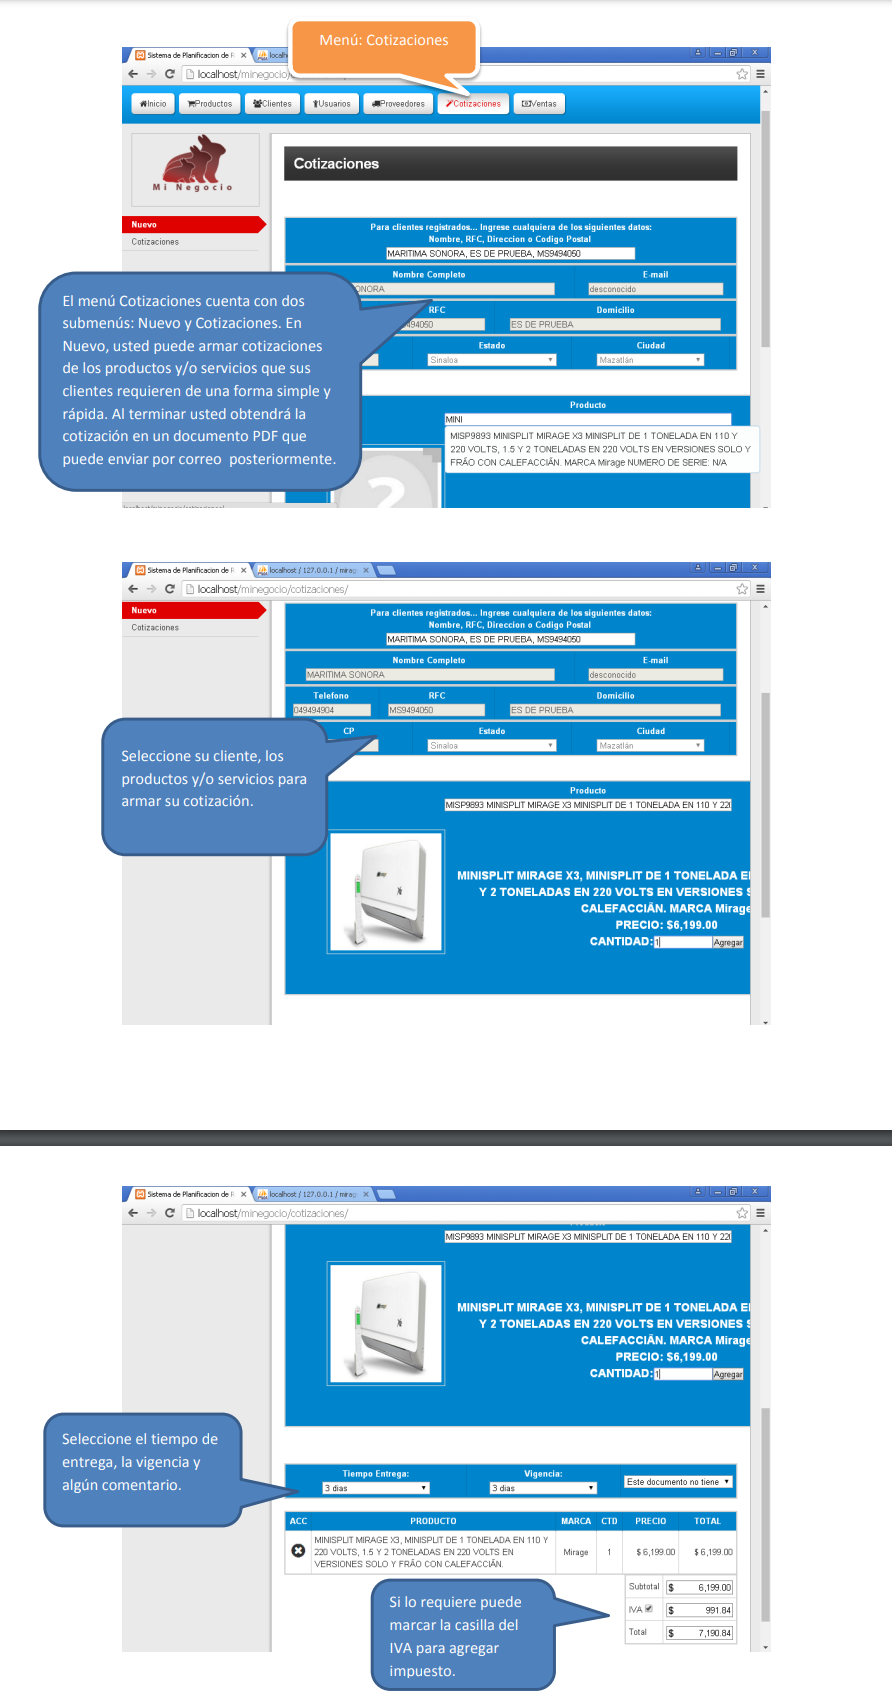 Menú: Cotizaciones
Sistema de Planificacion de R
localh
localhost/minegocio/
Inicio
Productos
Clientes
Usuarios
Proveedores
Cotizaciones
Ventas
Mi Negocio
Cotizaciones
Nuevo
Cotizaciones
Para clientes registrados... Ingrese cualquiera de los siguientes datos:
Nombre, RFC, Direccion o Codigo Postal
MARITIMA SONORA, ES DE PRUEBA, MS9494050
Nombre Completo
E-mail
ONORA
desconocido
RFC
Domicilio
494050
ES DE PRUEBA
Estado
Ciudad
Sinaloa
Mazatlán
El menú Cotizaciones cuenta con dos
submenús: Nuevo y Cotizaciones. En
Nuevo, usted puede armar cotizaciones
de los productos y/o servicios que sus
clientes requieren de una forma simple y
rápida. Al terminar usted obtendrá la
cotización en un documento PDF que
puede enviar por correo posteriormente.
Producto
MINI
MISP9893 MINISPLIT MIRAGE X3 MINISPLIT DE 1 TONELADA EN 110 Y
220 VOLTS, 1.5 Y 2 TONELADAS EN 220 VOLTS EN VERSIONES SOLO Y
FRÃO CON CALEFACCIÃN. MARCA Mirage NUMERO DE SERIE: N/A
?
Sistema de Planificacion de R
localhost / 127.0.0.1 / mirag
localhost/minegocio/cotizaciones/
Nuevo
Cotizaciones
Para clientes registrados... Ingrese cualquiera de los siguientes datos:
Nombre, RFC, Direccion o Codigo Postal
MARITIMA SONORA, ES DE PRUEBA, MS9494050
Nombre Completo
E-mail
MARITIMA SONORA
desconocido
Telefono
RFC
Domicilio
049494904
MS9494050
ES DE PRUEBA
CP
Estado
Ciudad
Sinaloa
Mazatlán
Seleccione su cliente, los
productos y/o servicios para
armar su cotización.
Producto
MISP9893 MINISPLIT MIRAGE X3 MINISPLIT DE 1 TONELADA EN 110 Y 220
MINISPLIT MIRAGE X3, MINISPLIT DE 1 TONELADA E
Y 2 TONELADAS EN 220 VOLTS EN VERSIONES S
CALEFACCIÃN. MARCA Mirage
PRECIO: $6,199.00
CANTIDAD: 1 Agregar
Sistema de Planificacion de R
localhost / 127.0.0.1 / mirag
localhost/minegocio/cotizaciones/
MISP9893 MINISPLIT MIRAGE X3 MINISPLIT DE 1 TONELADA EN 110 Y 220
MINISPLIT MIRAGE X3, MINISPLIT DE 1 TONELADA E
Y 2 TONELADAS EN 220 VOLTS EN VERSIONES S
CALEFACCIÃN. MARCA Mirage
PRECIO: $6,199.00
CANTIDAD: 1 Agregar
Seleccione el tiempo de
entrega, la vigencia y
algún comentario.
Tiempo Entrega:
3 dias
Vigencia:
3 dias
Este documento no tiene
ACC PRODUCTO MARCA CTD PRECIO TOTAL
MINISPLIT MIRAGE X3, MINISPLIT DE 1 TONELADA EN 110 Y
220 VOLTS, 1.5 Y 2 TONELADAS EN 220 VOLTS EN
VERSIONES SOLO Y FRÃO CON CALEFACCIÃN.
Mirage 1 $ 6,199.00 $ 6,199.00
Subtotal $ 6,199.00
IVA $ 991.84
Total $ 7,190.84
Si lo requiere puede
marcar la casilla del
IVA para agregar
impuesto.